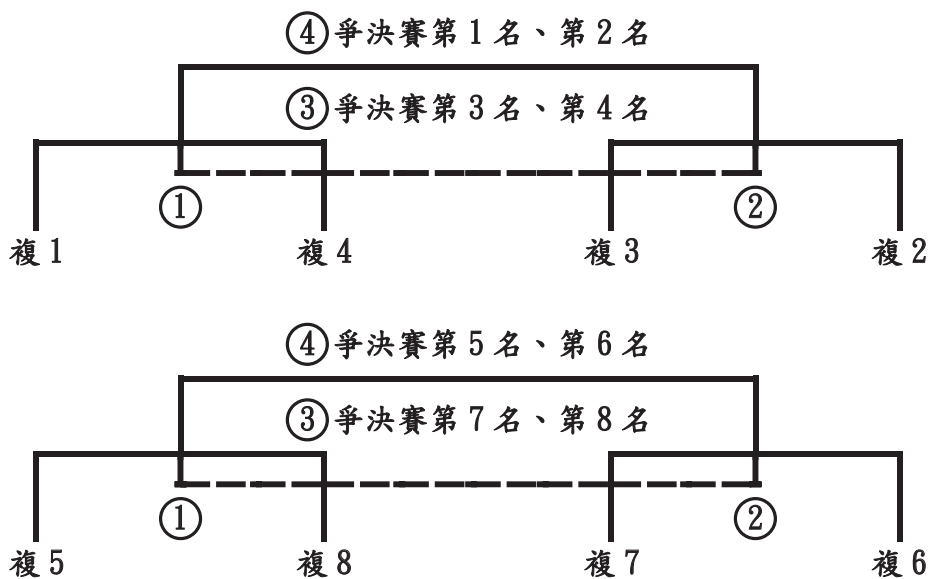 ④爭決賽第1名、第2名
③爭決賽第3名、第4名
① ②
複1 複4 複3 複2
④爭決賽第5名、第6名
③爭決賽第7名、第8名
① ②
複5 複8 複7 複6